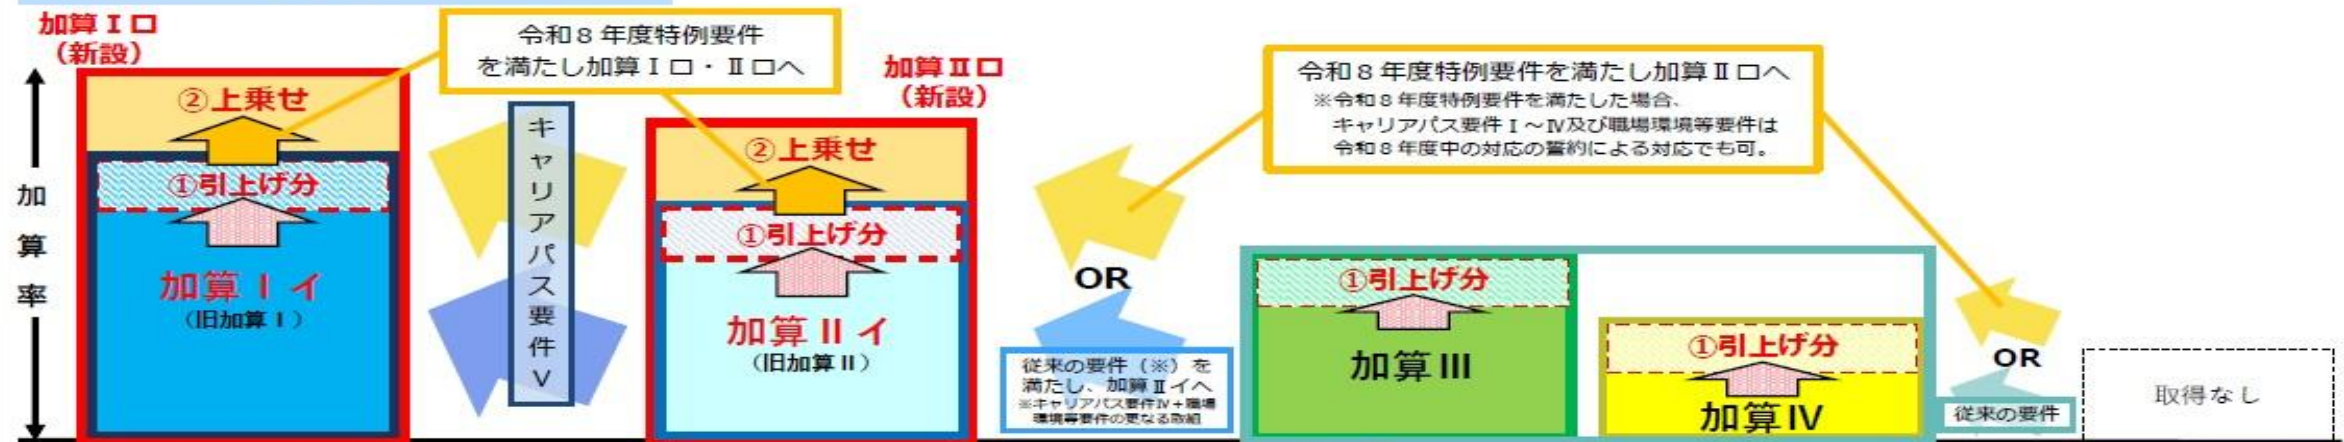 加算Ⅰロ
（新設）
②上乗せ
①引上げ分
加算Ⅰイ
（旧加算Ⅰ）
加算率
令和８年度特例要件
を満たし加算Ⅰロ・Ⅱロへ
キャリアパス要件Ⅴ
加算Ⅱロ
（新設）
②上乗せ
①引上げ分
加算Ⅱイ
（旧加算Ⅱ）
令和８年度特例要件を満たし加算Ⅱロへ
※令和８年度特例要件を満たした場合、
キャリアパス要件Ⅰ～Ⅳ及び職場環境等要件は
令和８年度中の対応の誓約による対応でも可。
OR
従来の要件（※）を
満たし、加算Ⅱイへ
※キャリアパス要件Ⅳ＋職場
環境等要件の更なる取組
①引上げ分
加算Ⅲ
①引上げ分
加算Ⅳ
OR
従来の要件
取得なし